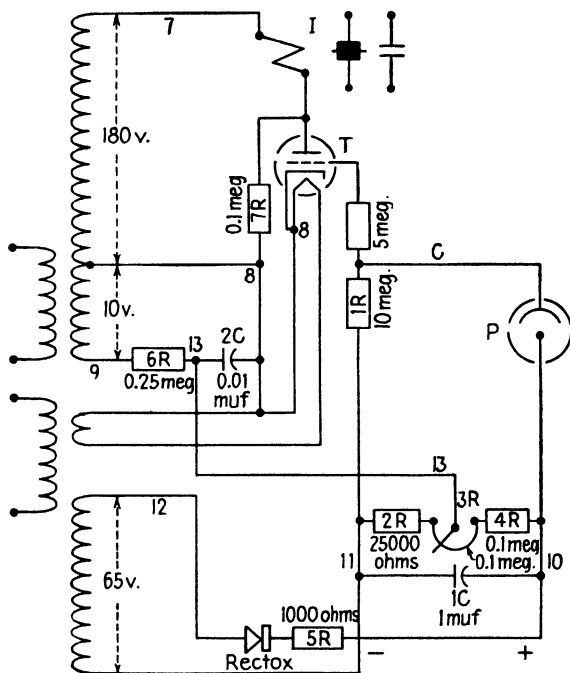 7
I
180 v.
T
0.1 meg
7R
8
5 meg.
C
8
1R
10 meg.
P
10 v.
13
2C
9
6R
0.25 meg
0.01
muf
13
12
3R
2R
4R
25000
ohms
0.1 meg
0.1 meg.
11
10
65 v.
1C
1 muf
1000 ohms
5R
Rectox
−
+